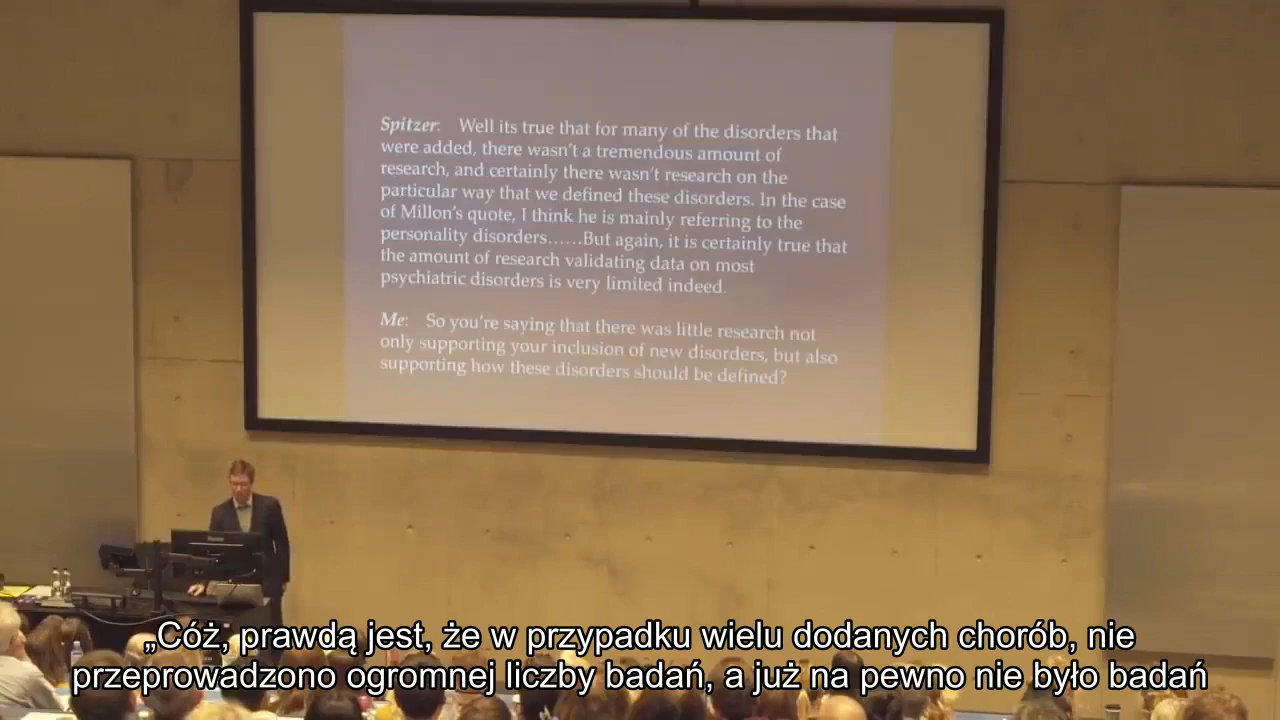 Spitzer: Well its true that for many of the disorders that
were added, there wasn't a tremendous amount of
research, and certainly there wasn't research on the
particular way that we defined these disorders. In the case
of Millon's quote, I think he is mainly referring to the
personality disorders......But again, it is certainly true that
the amount of research validating data on most
psychiatric disorders is very limited indeed.
Me: So you're saying that there was little research not
only supporting your inclusion of new disorders, but also
supporting how these disorders should be defined?
„Cóż, prawdą jest, że w przypadku wielu dodanych chorób, nie
przeprowadzono ogromnej liczby badań, a już na pewno nie było badań